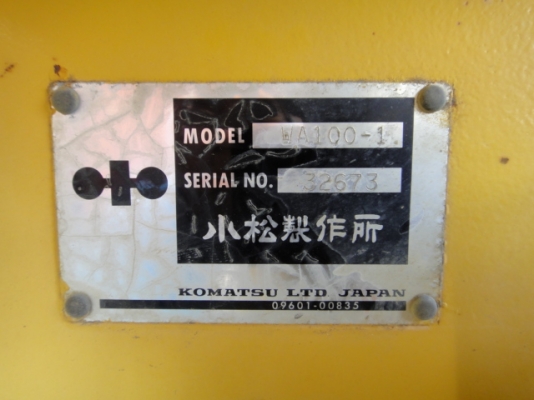 MODEL WA100-1
SERIAL NO. 32673
小松製作所
KOMATSU LTD JAPAN
09601-00835